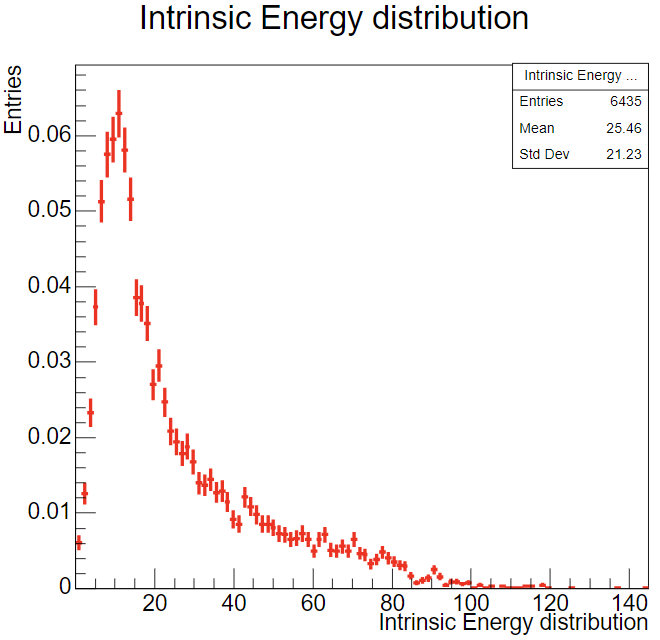 Intrinsic Energy distribution
Entries
Intrinsic Energy ...
Entries 6435
Mean 25.46
Std Dev 21.23
0.06
0.05
0.04
0.03
0.02
0.01
0
20 40 60 80 100 120 140
Intrinsic Energy distribution